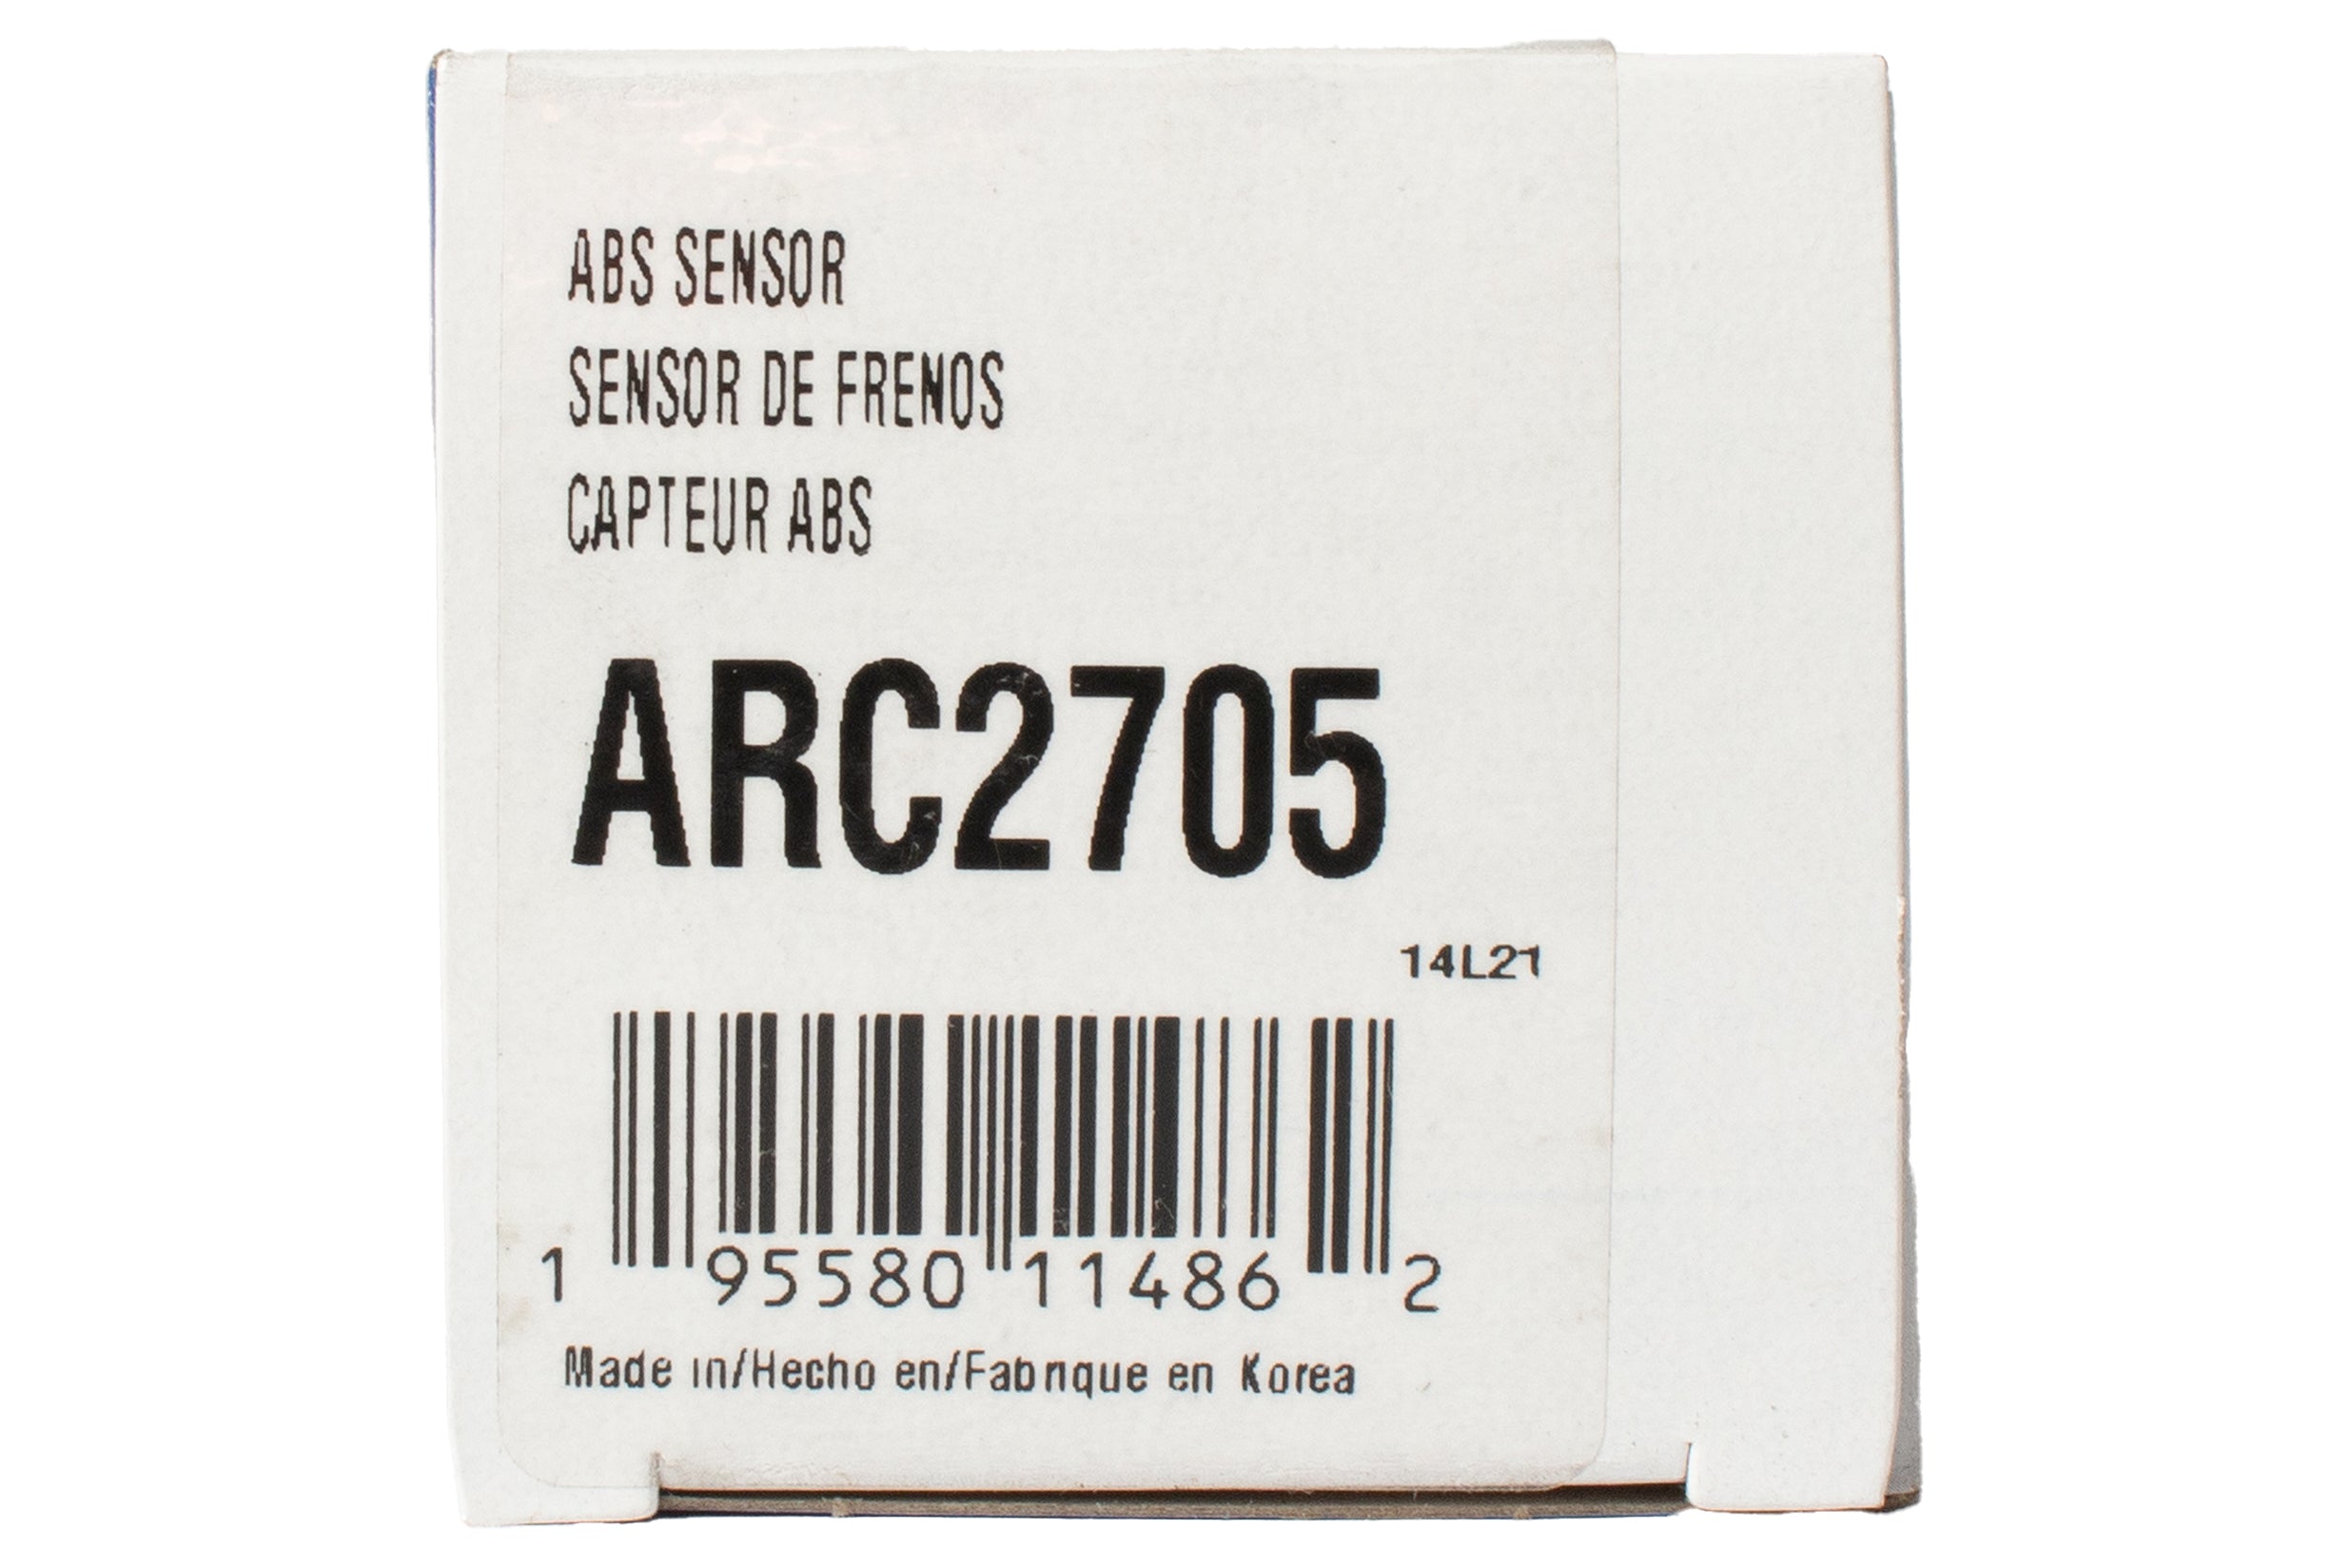 ABS SENSOR
SENSOR DE FRENOS
CAPTEUR ABS
ARC2705
14L21
1 95580 11486 2
Made in/Hecho en/Fabrique en Korea